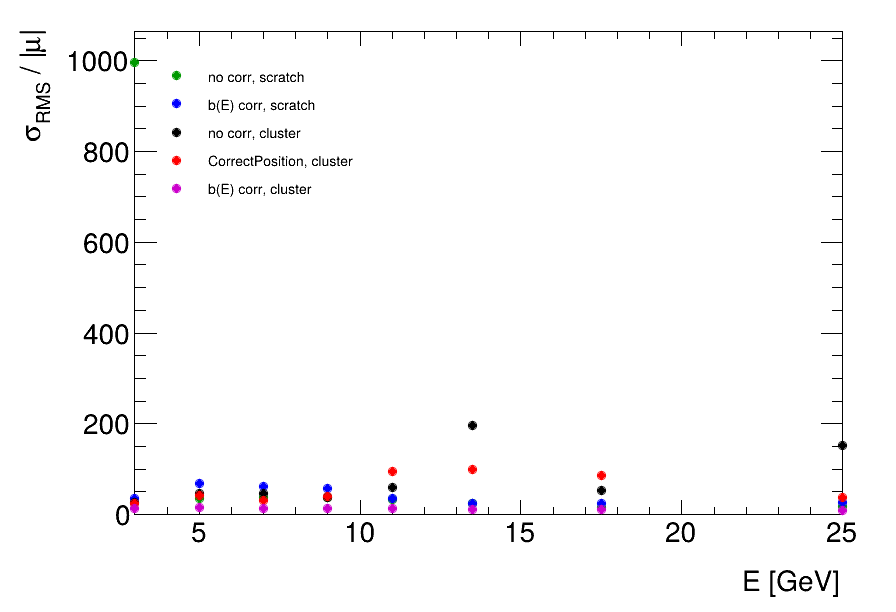 σRMS / |μ|
1000
800
600
400
200
0
no corr, scratch
b(E) corr, scratch
no corr, cluster
CorrectPosition, cluster
b(E) corr, cluster
5 10 15 20 25
E [GeV]